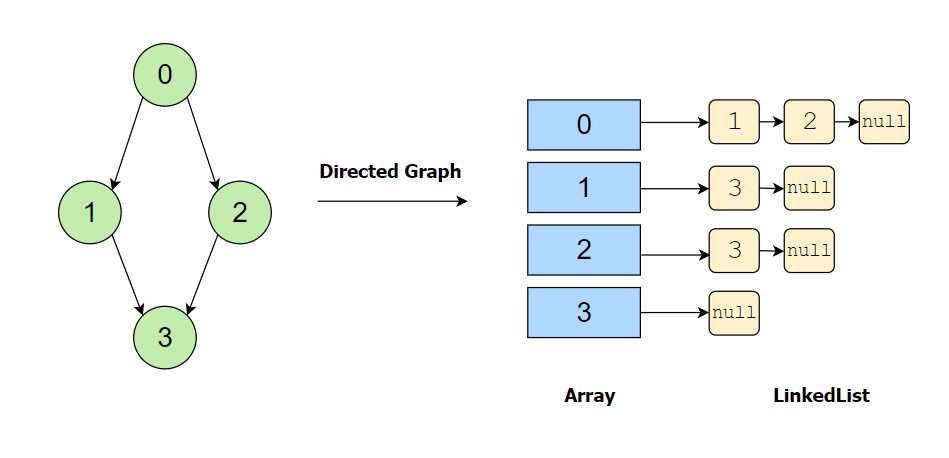 0
1
2
3
Directed Graph
0 1 2 null
1 3 null
2 3 null
3 null
Array LinkedList